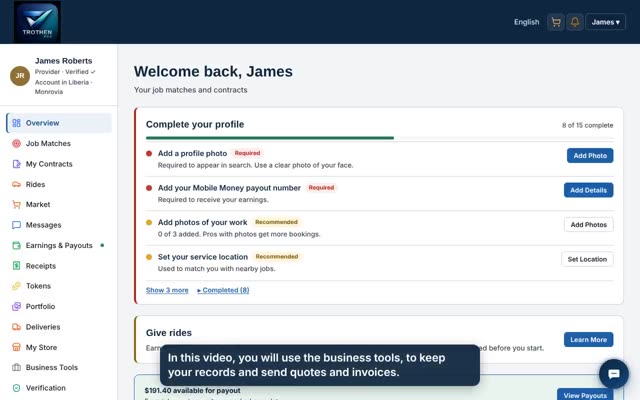 TROTHEN
English
James ▾
JR
James Roberts
Provider · Verified ✓
Account in Liberia ·
Monrovia
Overview
Job Matches
My Contracts
Rides
Market
Messages
Earnings & Payouts
Receipts
Tokens
Portfolio
Deliveries
My Store
Business Tools
Verification
Welcome back, James
Your job matches and contracts
Complete your profile
8 of 15 complete
Add a profile photo Required
Required to appear in search. Use a clear photo of your face.
Add Photo
Add your Mobile Money payout number Required
Required to receive your earnings.
Add Details
Add photos of your work Recommended
0 of 3 added. Pros with photos get more bookings.
Add Photos
Set your service location Recommended
Used to match you with nearby jobs.
Set Location
Show 3 more ▸ Completed (8)
Give rides
before you start.
Learn More
In this video, you will use the business tools, to keep
your records and send quotes and invoices.
$191.40 available for payout
View Payouts